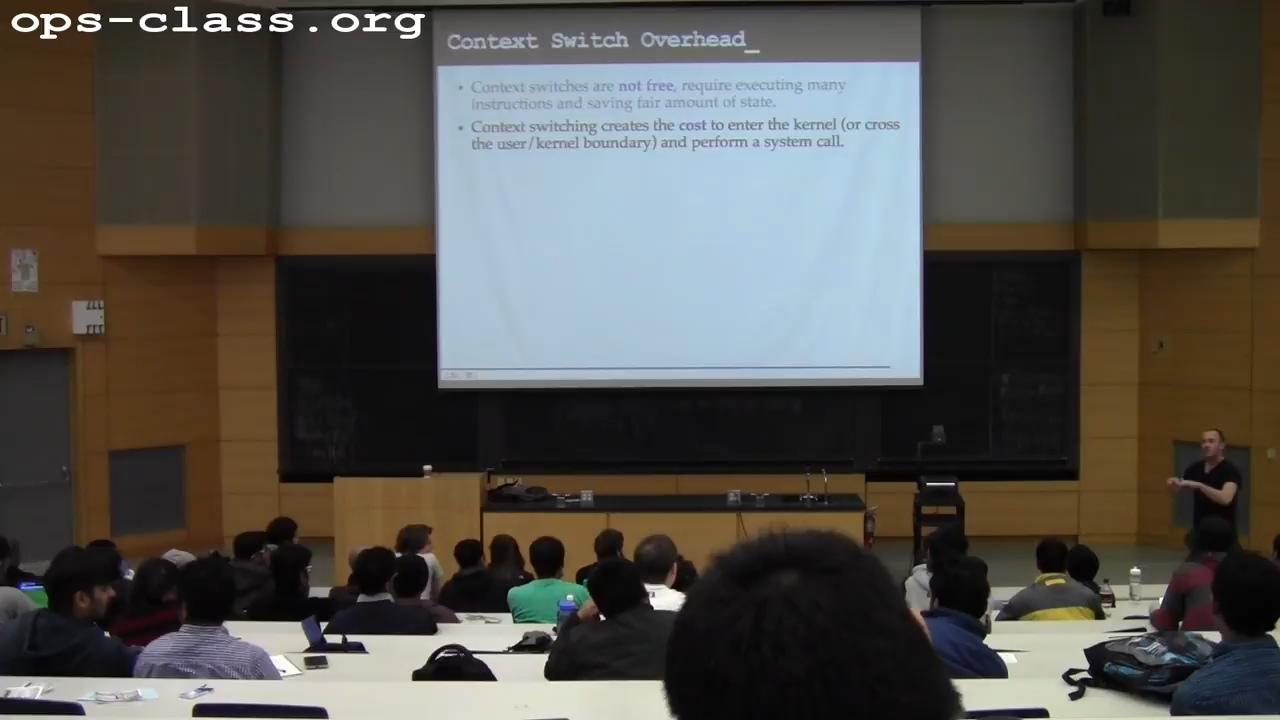 ops-class.org
Context Switch Overhead_
• Context switches are not free, require executing many
instructions and saving fair amount of state.
• Context switching creates the cost to enter the kernel (or cross
the user/kernel boundary) and perform a system call.